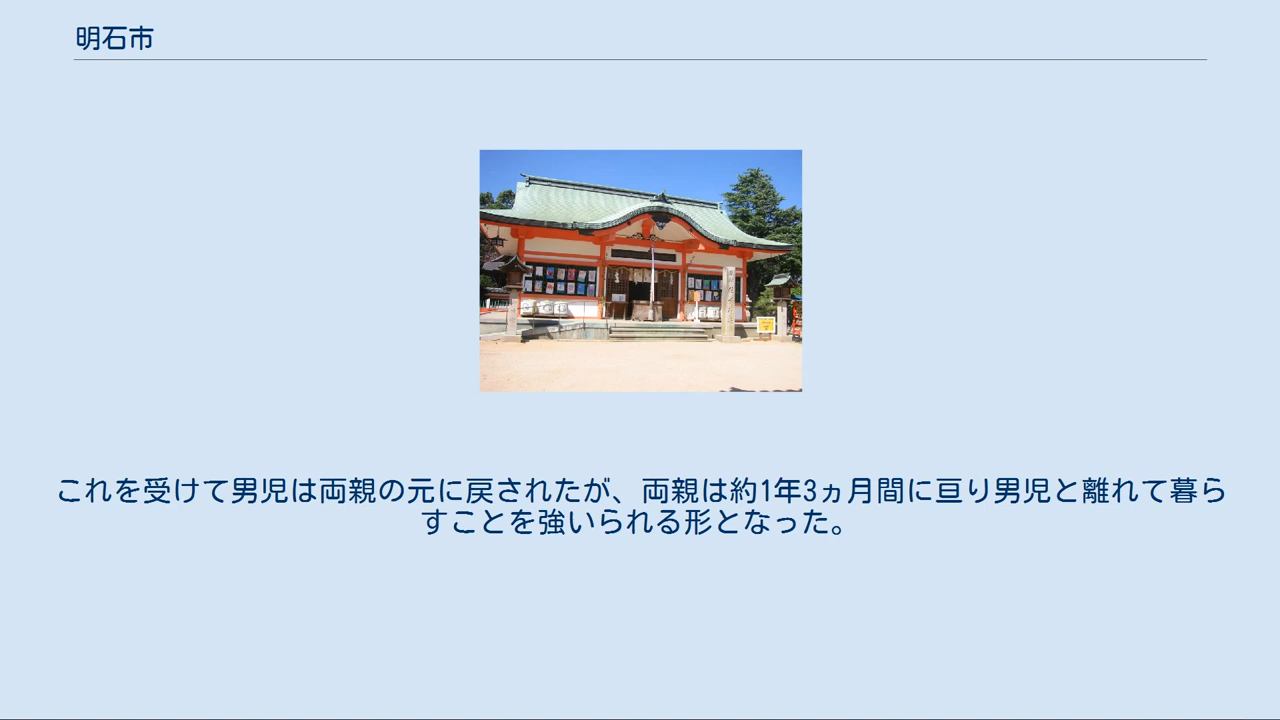 明石市
これを受けて男児は両親の元に戻されたが、両親は約1年3ヵ月間に亘り男児と離れて暮ら
すことを強いられる形となった。